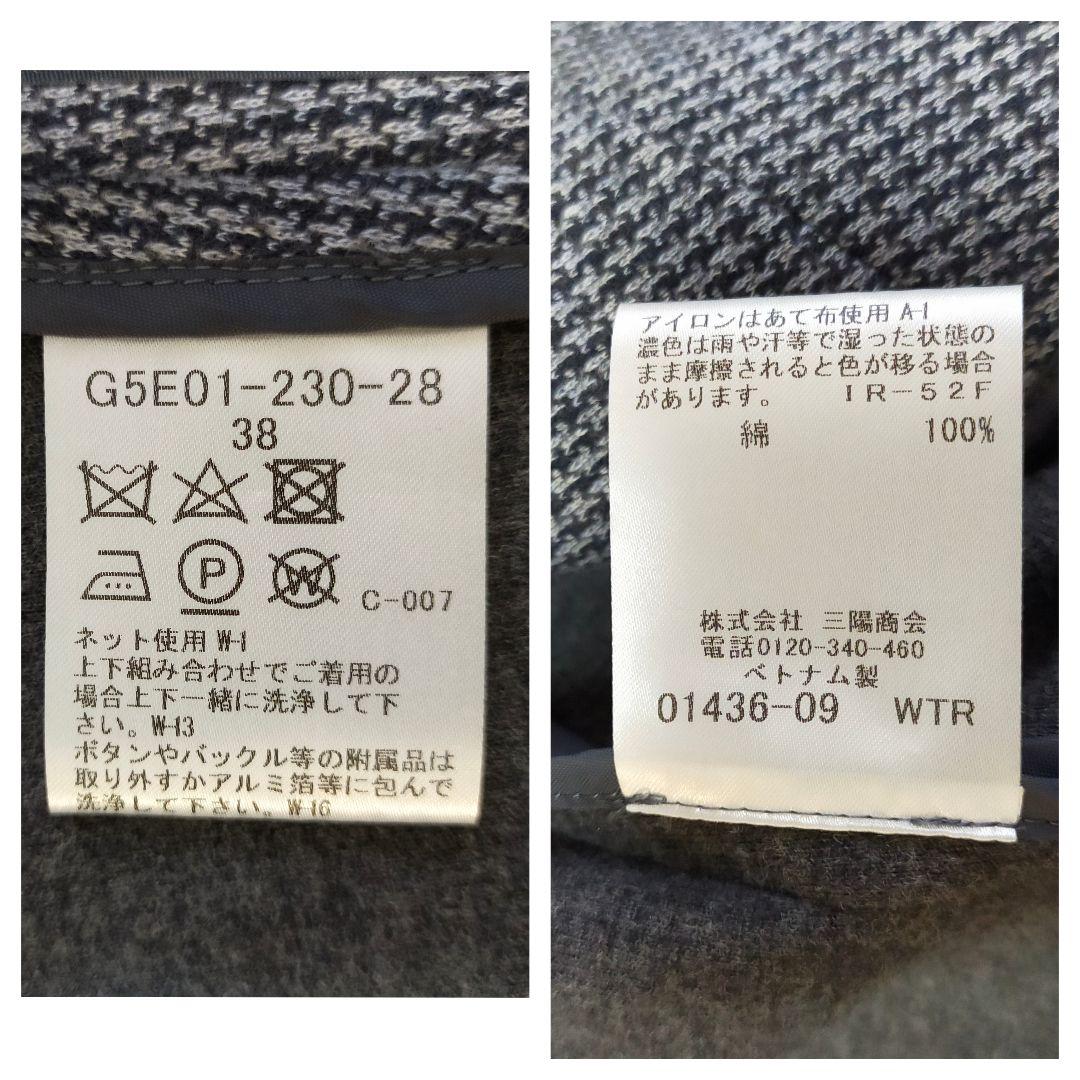 G5E01-230-28
38
P
W
C-007
ネット使用 W-1
上下組み合わせでご着用の
場合上下一緒に洗浄して下
さい。W-13
ボタンやバックル等の附属品は
取り外すかアルミ箔等に包んで
洗浄して下さい。W-16
アイロンはあて布使用 A-1
濃色は雨や汗等で湿った状態の
まま摩擦されると色が移る場合
があります。 IR-52F
綿 100%
株式会社 三陽商会
電話0120-340-460
ベトナム製
01436-09 WTR